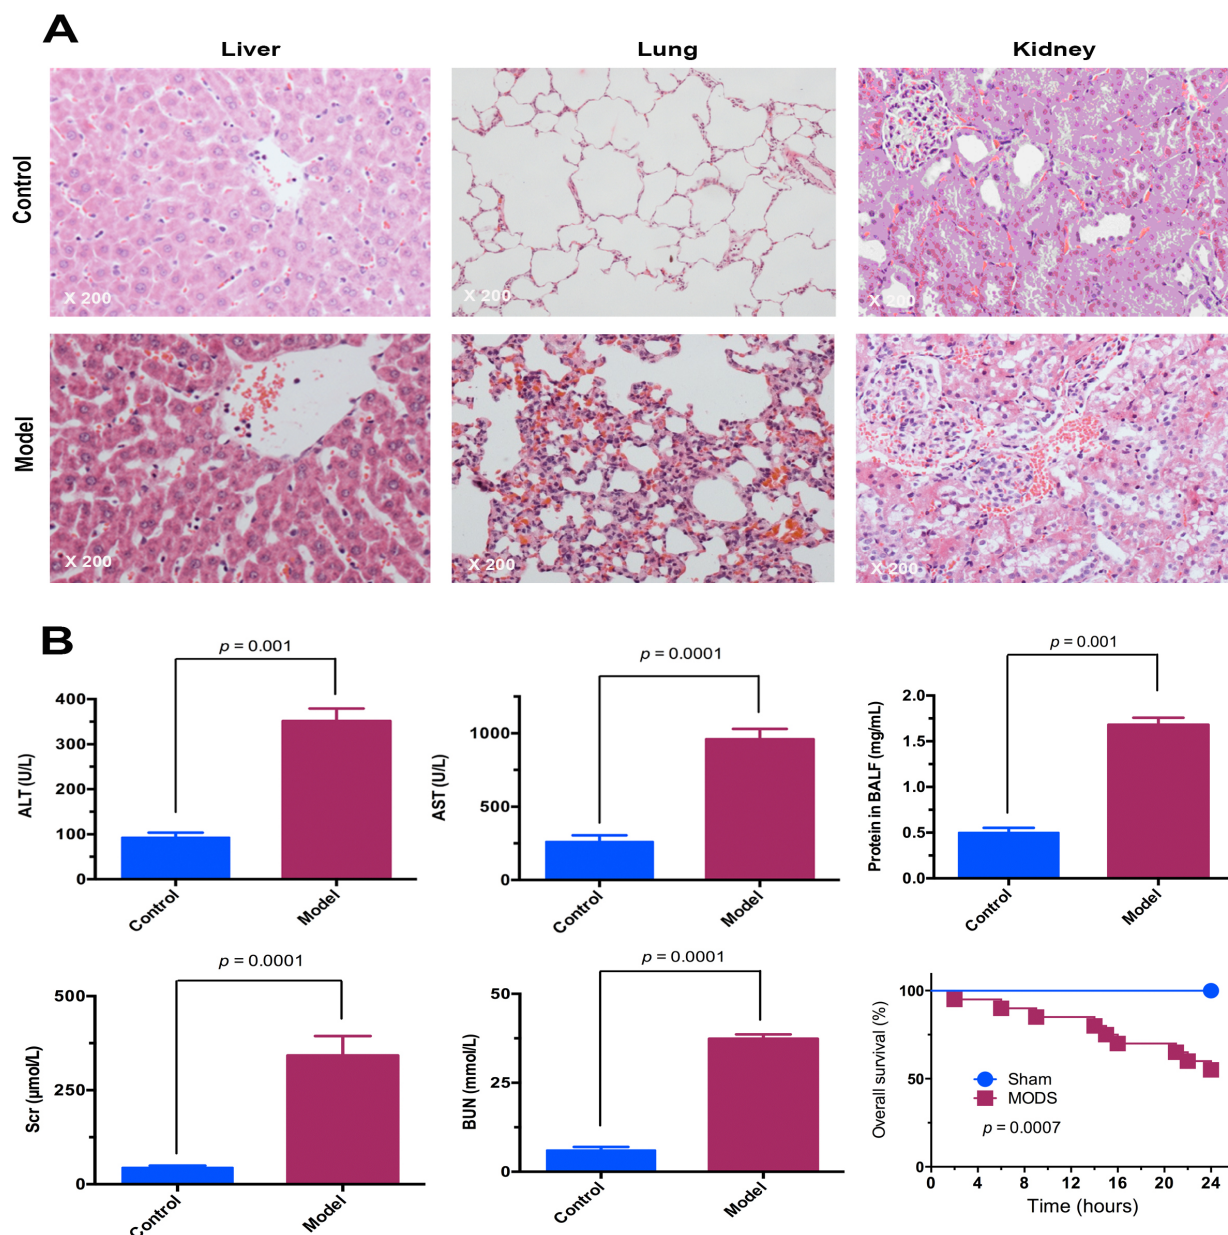 A
Liver Lung Kidney
Control
X 200 X 200 X 200
Model
X 200 X 200 X 200
B
p = 0.001
ALT (U/L)
400
300
200
100
0
Control Model
p = 0.0001
AST (U/L)
1000
500
0
Control Model
p = 0.001
Protein in BALF (mg/mL)
2.0
1.5
1.0
0.5
0.0
Control Model
p = 0.0001
Scr (µmol/L)
500
250
0
Control Model
p = 0.0001
BUN (mmol/L)
50
25
0
Control Model
Overall survival (%)
100
50
0
Sham
MODS
p = 0.0007
0 4 8 12 16 20 24
Time (hours)